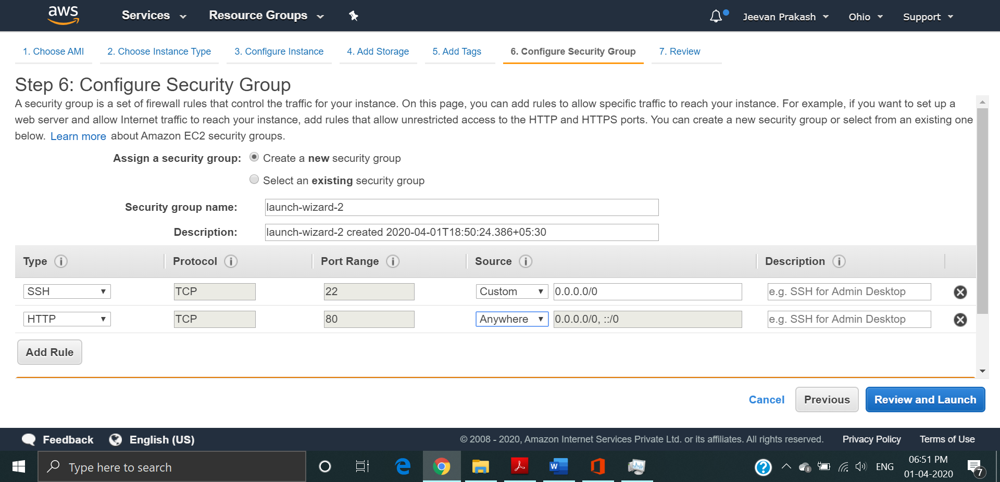 aws Services Resource Groups Jeevan Prakash Ohio Support
1. Choose AMI 2. Choose Instance Type 3. Configure Instance 4. Add Storage 5. Add Tags 6. Configure Security Group 7. Review
Step 6: Configure Security Group
A security group is a set of firewall rules that control the traffic for your instance. On this page, you can add rules to allow specific traffic to reach your instance. For example, if you want to set up a
web server and allow Internet traffic to reach your instance, add rules that allow unrestricted access to the HTTP and HTTPS ports. You can create a new security group or select from an existing one
below. Learn more about Amazon EC2 security groups.
Assign a security group: Create a new security group
Select an existing security group
Security group name: launch-wizard-2
Description: launch-wizard-2 created 2020-04-01T18:50:24.386+05:30
Type i Protocol i Port Range i Source i Description i
SSH TCP 22 Custom 0.0.0.0/0 e.g. SSH for Admin Desktop
HTTP TCP 80 Anywhere 0.0.0.0/0, ::/0 e.g. SSH for Admin Desktop
Add Rule
Cancel Previous Review and Launch
Feedback English (US) © 2008 - 2020, Amazon Internet Services Private Ltd. or its affiliates. All rights reserved. Privacy Policy Terms of Use
Type here to search ENG 06:51 PM
01-04-2020 7